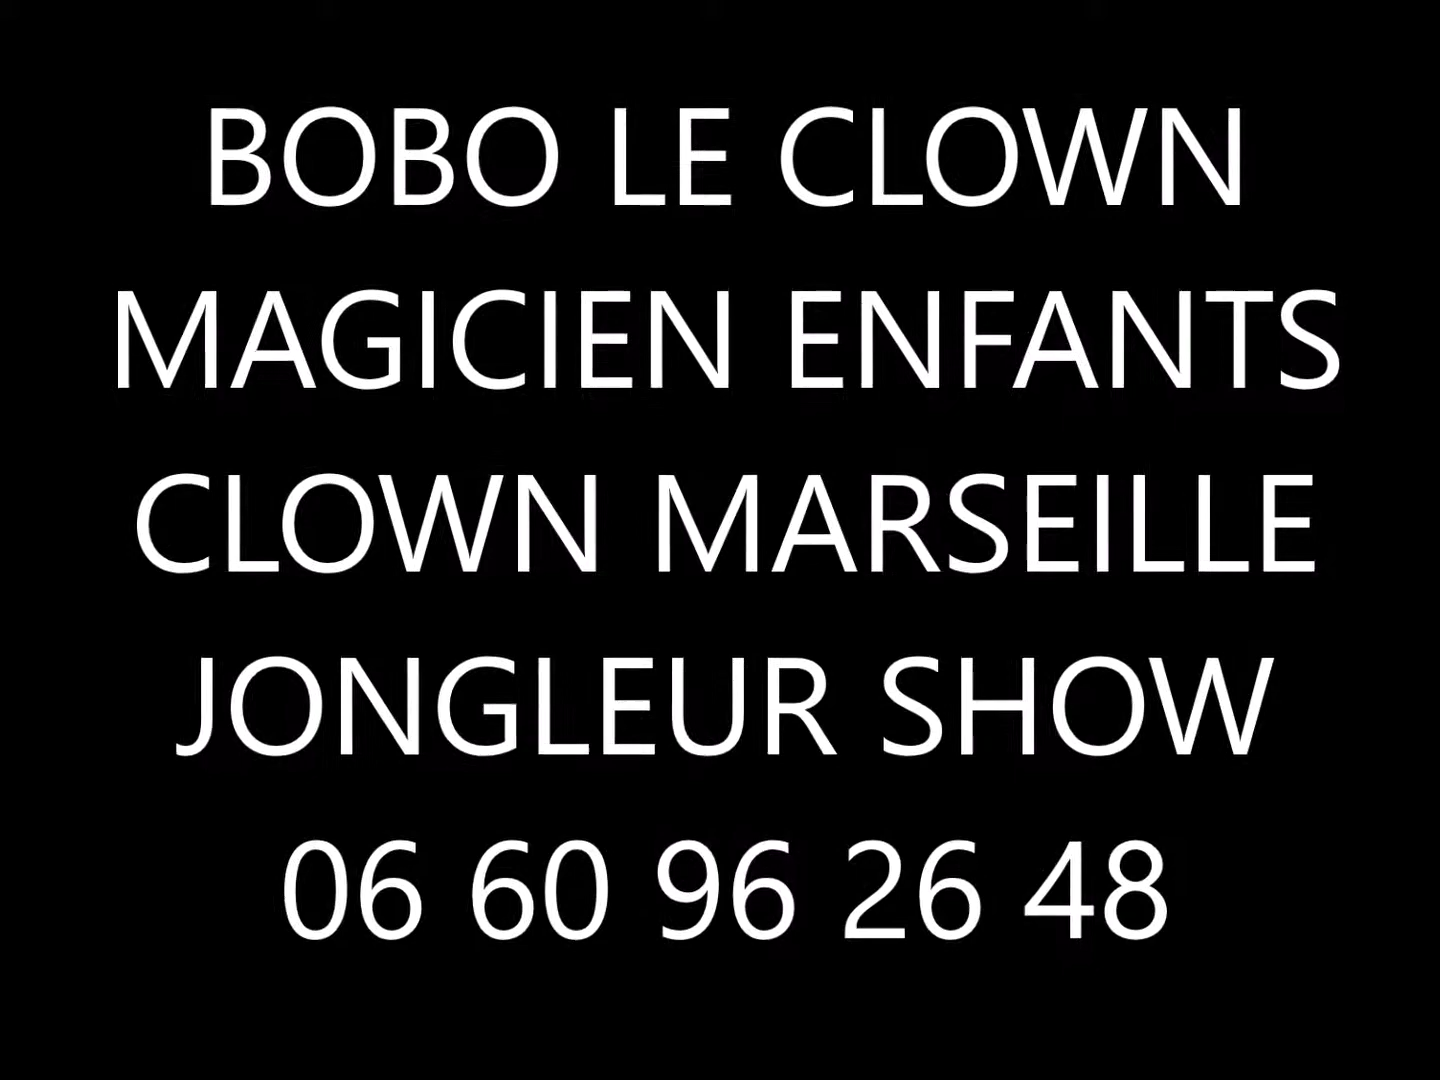 BOBO LE CLOWN
MAGICIEN ENFANTS
CLOWN MARSEILLE
JONGLEUR SHOW
06 60 96 26 48